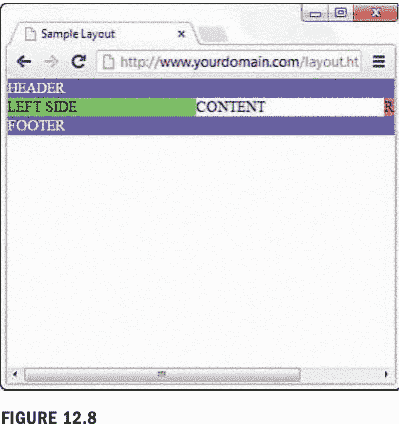 Sample Layout
http://www.yourdomain.com/layout.ht
HEADER
LEFT SIDE CONTENT R
FOOTER
FIGURE 12.8